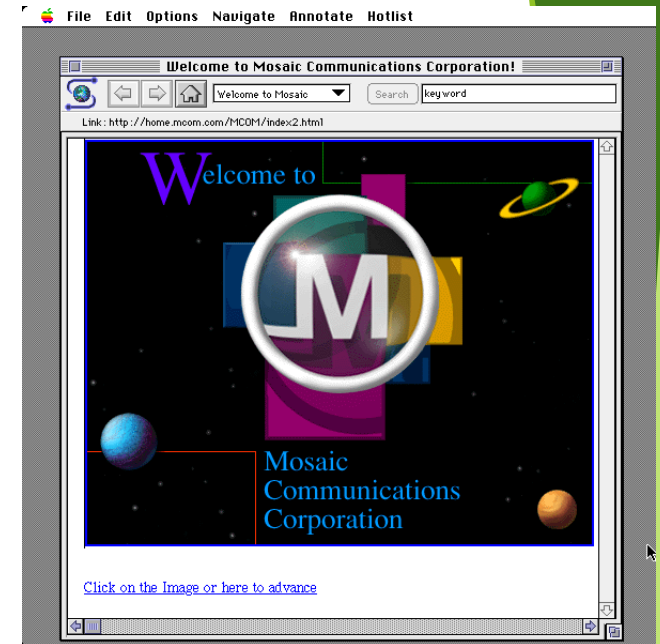 File Edit Options Navigate Annotate Hotlist
Welcome to Mosaic Communications Corporation!
Welcome to Mosaic Search keyword
Link: http://home.mcom.com/MCOM/index2.html
Welcome to
M
Mosaic
Communications
Corporation
Click on the Image or here to advance